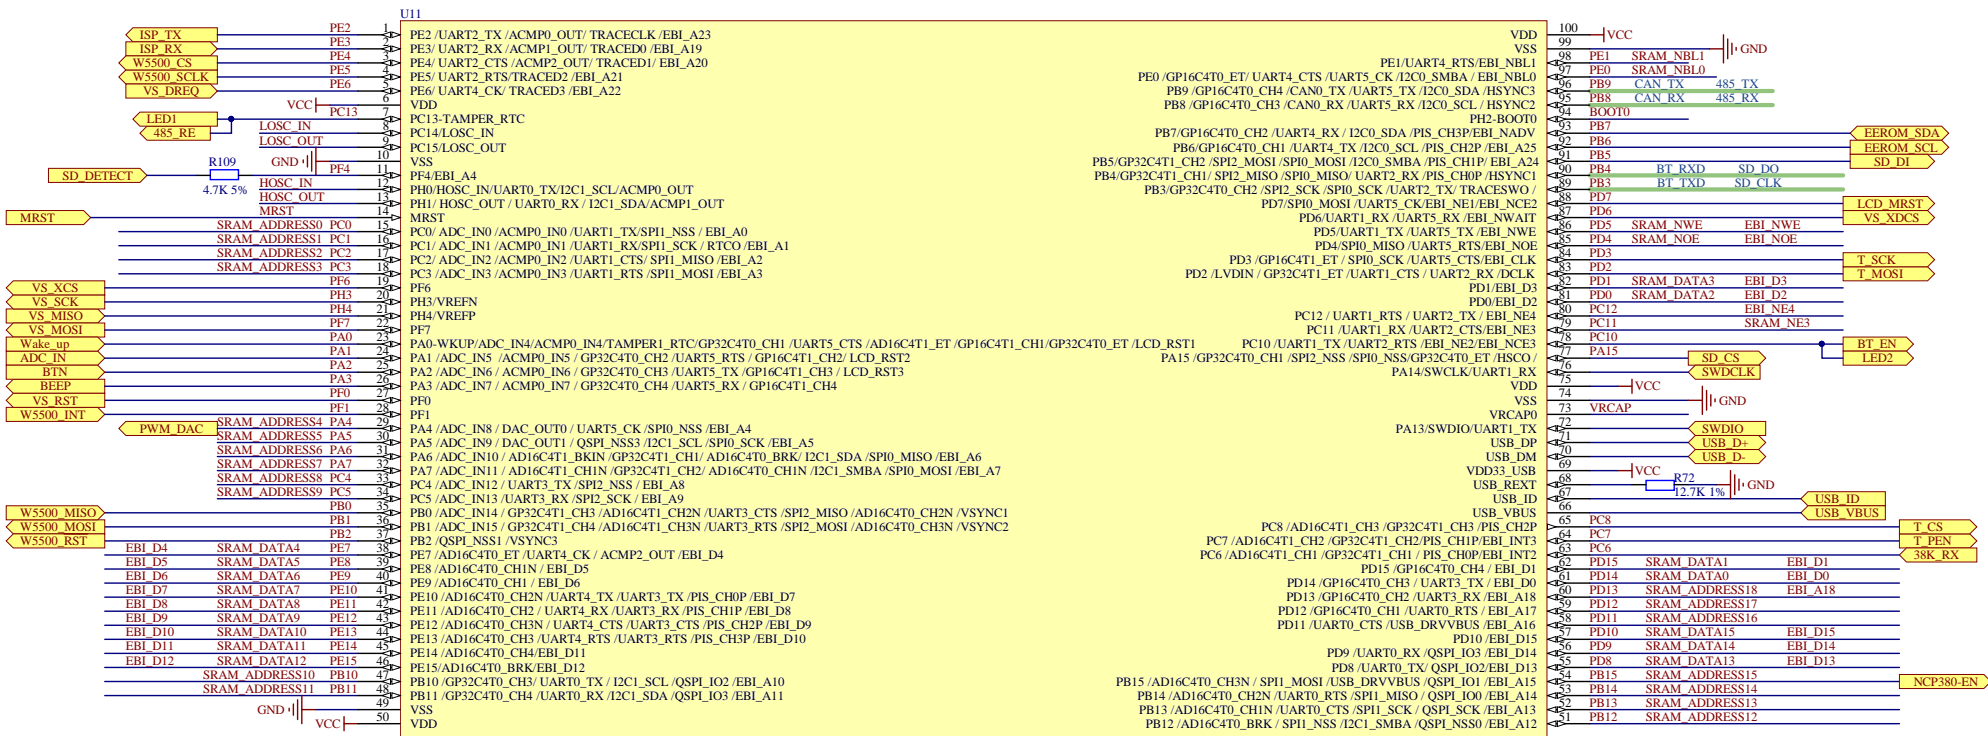 U11
ISP_TX PE2 1 PE2 /UART2_TX /ACMP0_OUT/ TRACECLK /EBI_A23
ISP_RX PE3 2 PE3/ UART2_RX /ACMP1_OUT/ TRACED0 /EBI_A19
W5500_CS PE4 3 PE4/ UART2_CTS /ACMP2_OUT/ TRACED1/ EBI_A20
W5500_SCLK PE5 4 PE5/ UART2_RTS/TRACED2 /EBI_A21
VS_DREQ PE6 5 PE6/ UART4_CK/ TRACED3 /EBI_A22
VCC 6 VDD
LED1 PC13 7 PC13-TAMPER_RTC
485_RE LOSC_IN 8 PC14/LOSC_IN
LOSC_OUT 9 PC15/LOSC_OUT
GND 10 VSS
SD_DETECT R109 4.7K 5% PF4 11 PF4/EBI_A4
HOSC_IN 12 PH0/HOSC_IN/UART0_TX/I2C1_SCL/ACMP0_OUT
HOSC_OUT 13 PH1/ HOSC_OUT / UART0_RX / I2C1_SDA/ACMP1_OUT
MRST MRST 14 MRST
SRAM_ADDRESS0 PC0 15 PC0/ ADC_IN0 /ACMP0_IN0 /UART1_TX/SPI1_NSS / EBI_A0
SRAM_ADDRESS1 PC1 16 PC1/ ADC_IN1 /ACMP0_IN1 /UART1_RX/SPI1_SCK / RTCO /EBI_A1
SRAM_ADDRESS2 PC2 17 PC2/ ADC_IN2 /ACMP0_IN2 /UART1_CTS/ SPI1_MISO /EBI_A2
SRAM_ADDRESS3 PC3 18 PC3 /ADC_IN3 /ACMP0_IN3 /UART1_RTS / SPI1_MOSI /EBI_A3
VS_XCS PF6 19 PF6
VS_SCK PH3 20 PH3/VREFN
VS_MISO PH4 21 PH4/VREFP
VS_MOSI PF7 22 PF7
Wake_up PA0 23 PA0-WKUP/ADC_IN4/ACMP0_IN4/TAMPER1_RTC/GP32C4T0_CH1 /UART5_CTS /AD16C4T1_ET /GP16C4T1_CH1/GP32C4T0_ET /LCD_RST1
ADC_IN PA1 24 PA1 /ADC_IN5 /ACMP0_IN5 / GP32C4T0_CH2 /UART5_RTS / GP16C4T1_CH2/ LCD_RST2
BTN PA2 25 PA2 /ADC_IN6 / ACMP0_IN6 / GP32C4T0_CH3 / UART5_TX /GP16C4T1_CH3 / LCD_RST3
BEEP PA3 26 PA3 /ADC_IN7 / ACMP0_IN7 / GP32C4T0_CH4 /UART5_RX / GP16C4T1_CH4
VS_RST PF0 27 PF0
W5500_INT PF1 28 PF1
PWM_DAC SRAM_ADDRESS4 PA4 29 PA4 /ADC_IN8 / DAC_OUT0 / UART5_CK /SPI0_NSS /EBI_A4
SRAM_ADDRESS5 PA5 30 PA5 /ADC_IN9 / DAC_OUT1 / QSPI_NSS3 /I2C1_SCL /SPI0_SCK /EBI_A5
SRAM_ADDRESS6 PA6 31 PA6 /ADC_IN10 / AD16C4T1_BKIN /GP32C4T1_CH1/ AD16C4T0_BRK/ I2C1_SDA /SPI0_MISO /EBI_A6
SRAM_ADDRESS7 PA7 32 PA7 /ADC_IN11 / AD16C4T1_CH1N /GP32C4T1_CH2/ AD16C4T0_CH1N /I2C1_SMBA /SPI0_MOSI /EBI_A7
SRAM_ADDRESS8 PC4 33 PC4 /ADC_IN12 / UART3_TX /SPI2_NSS / EBI_A8
SRAM_ADDRESS9 PC5 34 PC5 /ADC_IN13 /UART3_RX /SPI2_SCK / EBI_A9
W5500_MISO PB0 35 PB0 /ADC_IN14 / GP32C4T1_CH3 /AD16C4T1_CH2N /UART3_CTS /SPI2_MISO /AD16C4T0_CH2N /VSYNC1
W5500_MOSI PB1 36 PB1 /ADC_IN15 / GP32C4T1_CH4 /AD16C4T1_CH3N /UART3_RTS /SPI2_MOSI /AD16C4T0_CH3N /VSYNC2
W5500_RST PB2 37 PB2 /QSPI_NSS1 /VSYNC3
EBI_D4 SRAM_DATA4 PE7 38 PE7 /AD16C4T0_ET /UART4_CK / ACMP2_OUT /EBI_D4
EBI_D5 SRAM_DATA5 PE8 39 PE8 /AD16C4T0_CH1N / EBI_D5
EBI_D6 SRAM_DATA6 PE9 40 PE9 /AD16C4T0_CH1 / EBI_D6
EBI_D7 SRAM_DATA7 PE10 41 PE10 /AD16C4T0_CH2N /UART4_TX /UART3_TX /PIS_CH0P /EBI_D7
EBI_D8 SRAM_DATA8 PE11 42 PE11 /AD16C4T0_CH2 / UART4_RX /UART3_RX /PIS_CH1P /EBI_D8
EBI_D9 SRAM_DATA9 PE12 43 PE12 /AD16C4T0_CH3N / UART4_CTS /UART3_CTS /PIS_CH2P /EBI_D9
EBI_D10 SRAM_DATA10 PE13 44 PE13 /AD16C4T0_CH3 /UART4_RTS /UART3_RTS /PIS_CH3P /EBI_D10
EBI_D11 SRAM_DATA11 PE14 45 PE14 /AD16C4T0_CH4/EBI_D11
EBI_D12 SRAM_DATA12 PE15 46 PE15/AD16C4T0_BRK/EBI_D12
SRAM_ADDRESS10 PB10 47 PB10 /GP32C4T0_CH3/ UART0_TX / I2C1_SCL /QSPI_IO2 /EBI_A10
SRAM_ADDRESS11 PB11 48 PB11 /GP32C4T0_CH4 / UART0_RX /I2C1_SDA /QSPI_IO3 /EBI_A11
GND 49 VSS
VCC 50 VDD
VDD 100 VCC
VSS 99 GND
PE1/UART4_RTS/EBI_NBL1 98 PE1 SRAM_NBL1
PE0 /GP16C4T0_ET/ UART4_CTS /UART5_CK /I2C0_SMBA / EBI_NBL0 97 PE0 SRAM_NBL0
PB9 /GP16C4T0_CH4 /CAN0_TX /UART5_TX /I2C0_SDA /HSYNC3 96 PB9 CAN_TX 485_TX
PB8 /GP16C4T0_CH3 /CAN0_RX /UART5_RX /I2C0_SCL / HSYNC2 95 PB8 CAN_RX 485_RX
PH2-BOOT0 94 BOOT0
PB7/GP16C4T0_CH2 /UART4_RX / I2C0_SDA /PIS_CH3P/EBI_NADV 93 PB7 EEROM_SDA
PB6/GP16C4T0_CH1 /UART4_TX /I2C0_SCL /PIS_CH2P /EBI_A25 92 PB6 EEROM_SCL
PB5/GP32C4T1_CH2 /SPI2_MOSI /SPI0_MOSI /I2C0_SMBA /PIS_CH1P/ EBI_A24 91 PB5 SD_DI
PB4/GP32C4T1_CH1/ SPI2_MISO /SPI0_MISO/ UART2_RX /PIS_CH0P /HSYNC1 90 PB4 BT_RXD SD_DO
PB3/GP32C4T0_CH2 /SPI2_SCK /SPI0_SCK /UART2_TX/ TRACESWO / 89 PB3 BT_TXD SD_CLK
PD7/SPI0_MOSI /UART5_CK/EBI_NE1/EBI_NCE2 88 PD7 LCD_MRST
PD6/UART1_RX /UART5_RX /EBI_NWAIT 87 PD6 VS_XDCS
PD5/UART1_TX /UART5_TX /EBI_NWE 86 PD5 SRAM_NWE EBI_NWE
PD4/SPI0_MISO /UART5_RTS/EBI_NOE 85 PD4 SRAM_NOE EBI_NOE
PD3 /GP16C4T1_ET / SPI0_SCK /UART5_CTS/EBI_CLK 84 PD3 T_SCK
PD2 /LVDIN / GP32C4T1_ET / UART1_CTS / UART2_RX /DCLK 83 PD2 T_MOSI
PD1/EBI_D3 82 PD1 SRAM_DATA3 EBI_D3
PD0/EBI_D2 81 PD0 SRAM_DATA2 EBI_D2
PC12 / UART1_RTS / UART2_TX / EBI_NE4 80 PC12 EBI_NE4
PC11 / UART1_RX / UART2_CTS /EBI_NE3 79 PC11 SRAM_NE3
PC10 /UART1_TX /UART2_RTS /EBI_NE2/EBI_NCE3 78 PC10 BT_EN
PA15 /GP32C4T0_CH1 /SPI2_NSS /SPI0_NSS/GP32C4T0_ET /HSCO / 77 PA15 SD_CS LED2
PA14/SWCLK/UART1_RX 76 SWDCLK
VDD 75 VCC
VSS 74 GND
VRCAP0 73 VRCAP
PA13/SWDIO/UART1_TX 72 SWDIO
USB_DP 71 USB_D+
USB_DM 70 USB_D-
VDD33_USB 69 VCC
USB_REXT 68 R72 12.7K 1% GND
USB_ID 67 USB_ID
USB_VBUS 66 USB_VBUS
PC8 /AD16C4T1_CH3 /GP32C4T1_CH3 /PIS_CH2P 65 PC8 T_CS
PC7 /AD16C4T1_CH2 /GP32C4T1_CH2/PIS_CH1P/EBI_INT3 64 PC7 T_PEN
PC6 /AD16C4T1_CH1 /GP32C4T1_CH1 / PIS_CH0P/EBI_INT2 63 PC6 38K_RX
PD15 /GP16C4T0_CH4 / EBI_D1 62 PD15 SRAM_DATA1 EBI_D1
PD14 /GP16C4T0_CH3 / UART3_TX / EBI_D0 61 PD14 SRAM_DATA0 EBI_D0
PD13 /GP16C4T0_CH2 / UART3_RX /EBI_A18 60 PD13 SRAM_ADDRESS18 EBI_A18
PD12 /GP16C4T0_CH1 /UART0_RTS / EBI_A17 59 PD12 SRAM_ADDRESS17
PD11 /UART0_CTS /USB_DRVVBUS /EBI_A16 58 PD11 SRAM_ADDRESS16
PD10 /EBI_D15 57 PD10 SRAM_DATA15 EBI_D15
PD9 /UART0_RX /QSPI_IO3 /EBI_D14 56 PD9 SRAM_DATA14 EBI_D14
PD8 /UART0_TX/ QSPI_IO2/EBI_D13 55 PD8 SRAM_DATA13 EBI_D13
PB15 /AD16C4T0_CH3N / SPI1_MOSI /USB_DRVVBUS /QSPI_IO1 /EBI_A15 54 PB15 SRAM_ADDRESS15 NCP380-EN
PB14 /AD16C4T0_CH2N /UART0_RTS /SPI1_MISO / QSPI_IO0 /EBI_A14 53 PB14 SRAM_ADDRESS14
PB13 /AD16C4T0_CH1N /UART0_CTS /SPI1_SCK / QSPI_SCK /EBI_A13 52 PB13 SRAM_ADDRESS13
PB12 /AD16C4T0_BRK / SPI1_NSS /I2C1_SMBA /QSPI_NSS0 /EBI_A12 51 PB12 SRAM_ADDRESS12